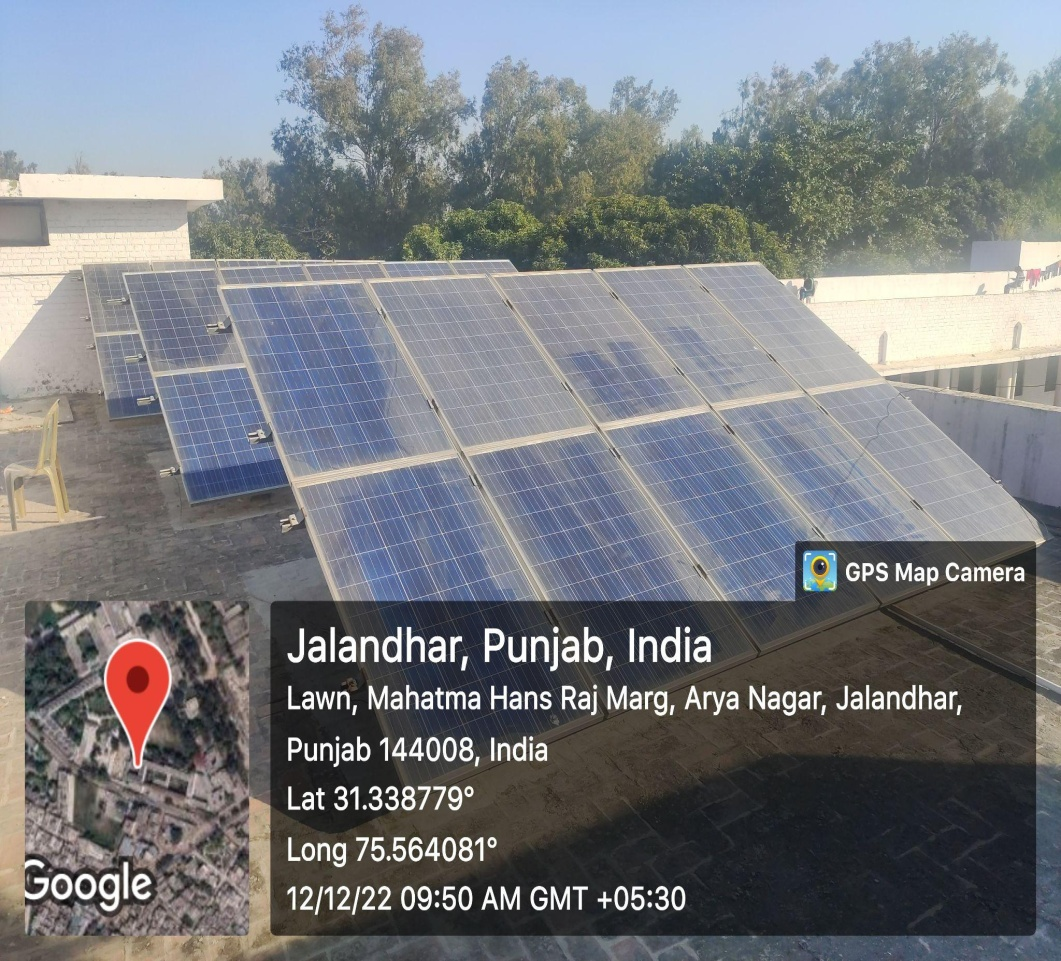 GPS Map Camera
Jalandhar, Punjab, India
Lawn, Mahatma Hans Raj Marg, Arya Nagar, Jalandhar,
Punjab 144008, India
Lat 31.338779°
Long 75.564081°
12/12/22 09:50 AM GMT +05:30
Google